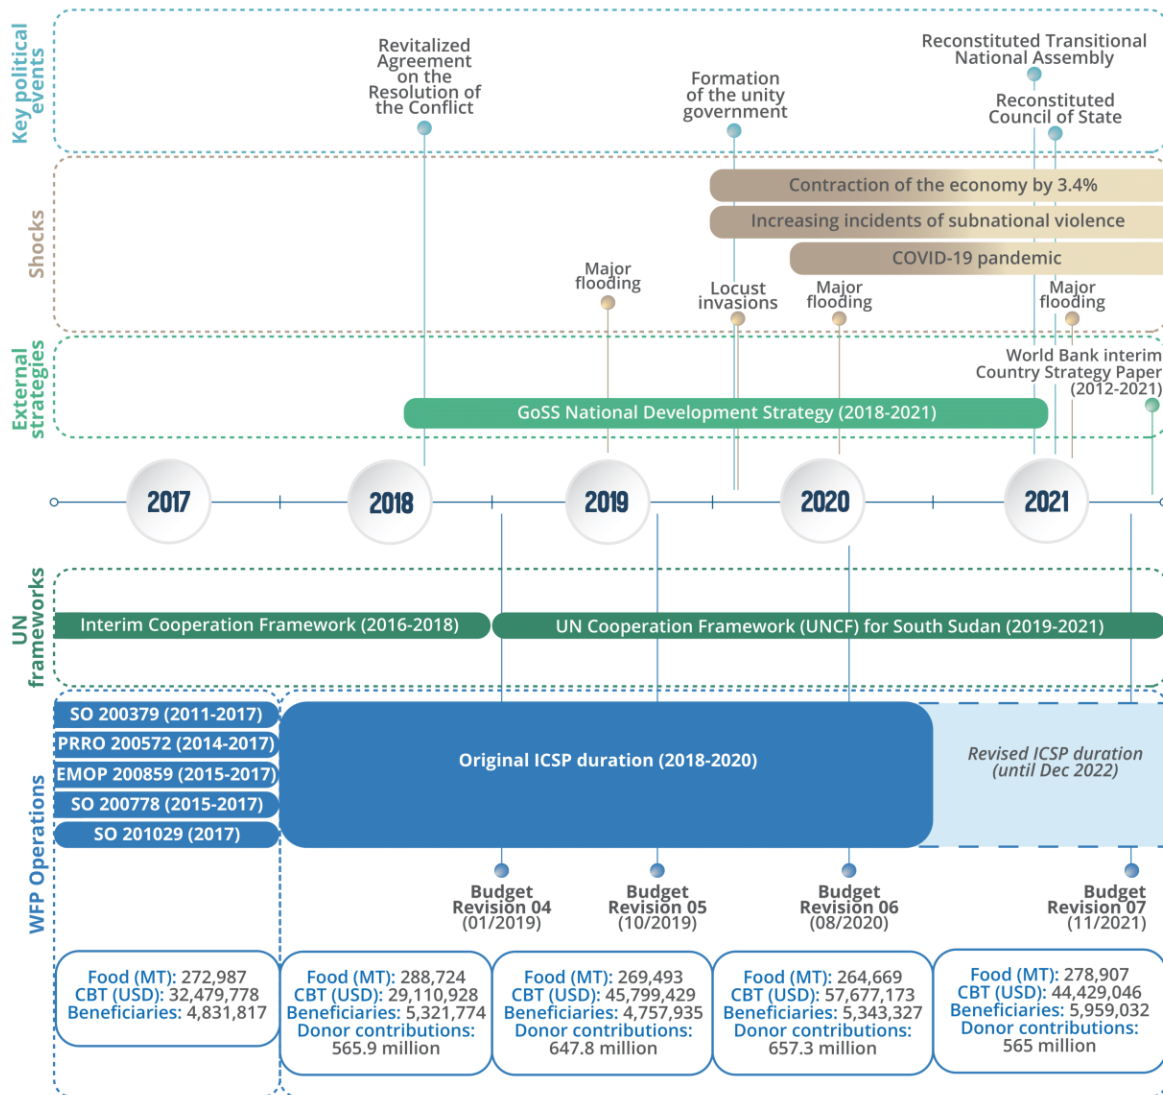 Key political
events
Revitalized
Agreement
on the
Resolution of
the Conflict
Formation
of the unity
government
Reconstituted Transitional
National Assembly
Reconstituted
Council of State
Shocks
Contraction of the economy by 3.4%
Increasing incidents of subnational violence
COVID-19 pandemic
Major
flooding
Locust
invasions
Major
flooding
Major
flooding
External
strategies
World Bank interim
Country Strategy Paper
(2012-2021)
GoSS National Development Strategy (2018-2021)
2017
2018
2019
2020
2021
UN
frameworks
Interim Cooperation Framework (2016-2018)
UN Cooperation Framework (UNCF) for South Sudan (2019-2021)
WFP Operations
SO 200379 (2011-2017)
PRRO 200572 (2014-2017)
EMOP 200859 (2015-2017)
SO 200778 (2015-2017)
SO 201029 (2017)
Original ICSP duration (2018-2020)
Revised ICSP duration
(until Dec 2022)
Budget
Revision 04
(01/2019)
Budget
Revision 05
(10/2019)
Budget
Revision 06
(08/2020)
Budget
Revision 07
(11/2021)
Food (MT): 272,987
CBT (USD): 32,479,778
Beneficiaries: 4,831,817
Food (MT): 288,724
CBT (USD): 29,110,928
Beneficiaries: 5,321,774
Donor contributions:
565.9 million
Food (MT): 269,493
CBT (USD): 45,799,429
Beneficiaries: 4,757,935
Donor contributions:
647.8 million
Food (MT): 264,669
CBT (USD): 57,677,173
Beneficiaries: 5,343,327
Donor contributions:
657.3 million
Food (MT): 278,907
CBT (USD): 44,429,046
Beneficiaries: 5,959,032
Donor contributions:
565 million